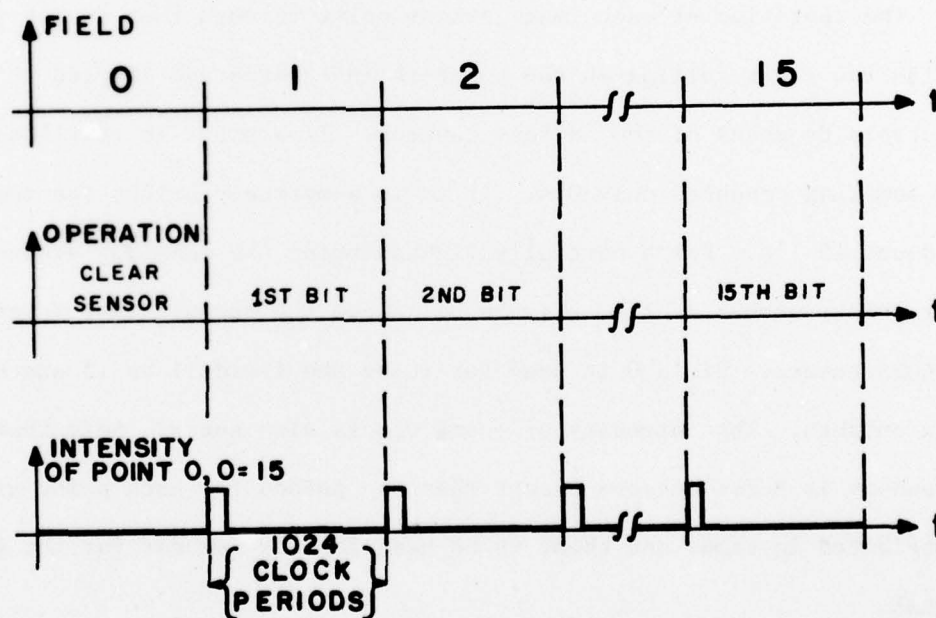 FIELD
0 1 2 15 t
OPERATION
CLEAR
SENSOR
1ST BIT 2ND BIT 15TH BIT t
INTENSITY
OF POINT 0,0=15
t
1024
CLOCK
PERIODS